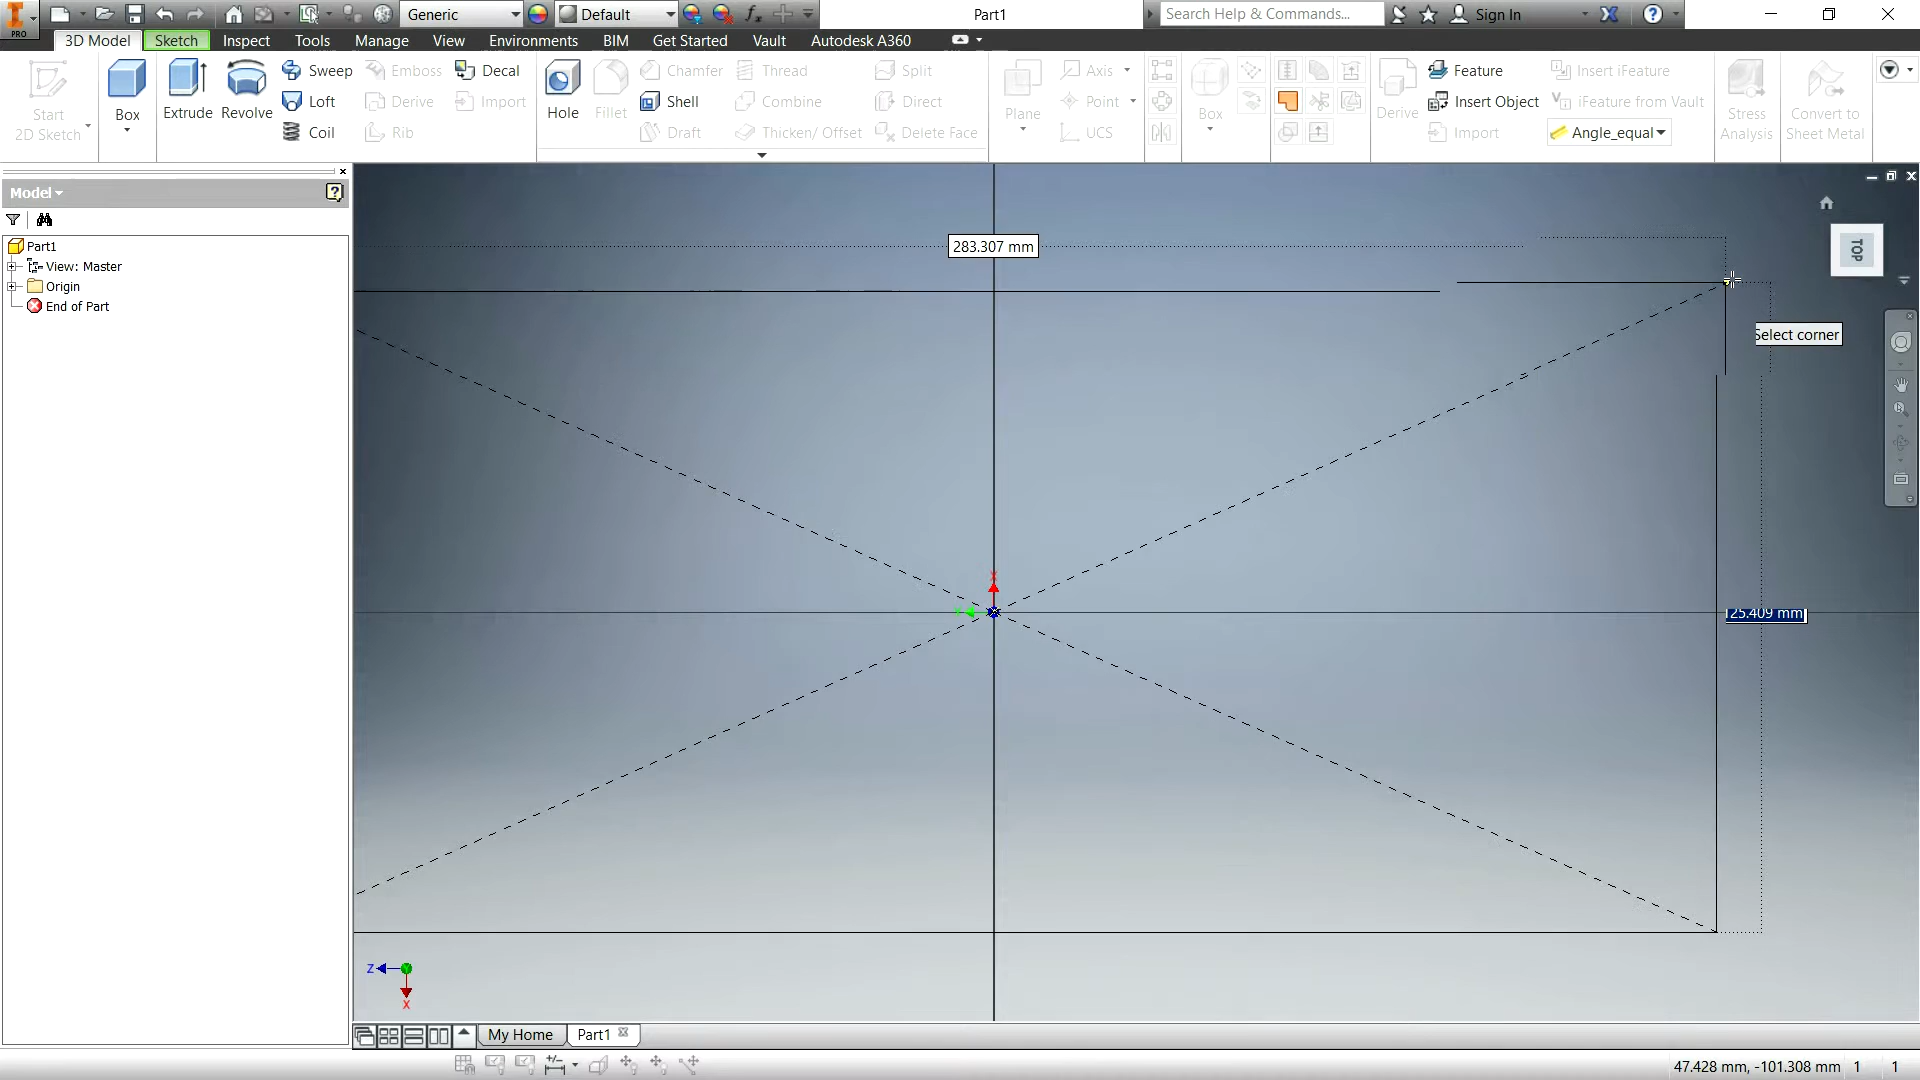 Generic
Default
Part1
Search Help & Commands...
Sign In
PRO
3D Model
Sketch
Inspect
Tools
Manage
View
Environments
BIM
Get Started
Vault
Autodesk A360
Start
2D Sketch
Box
Extrude
Revolve
Sweep
Loft
Coil
Emboss
Derive
Rib
Decal
Import
Hole
Fillet
Chamfer
Shell
Draft
Thread
Combine
Thicken/ Offset
Split
Direct
Delete Face
Plane
Axis
Point
UCS
Box
Derive
Feature
Insert Object
Import
Insert iFeature
iFeature from Vault
Angle_equal
Stress
Analysis
Convert to
Sheet Metal
Model
Part1
View: Master
Origin
End of Part
283.307 mm
TOP
Select corner
X
125.409 mm
Z
X
My Home
Part1
47.428 mm, -101.308 mm
1
1